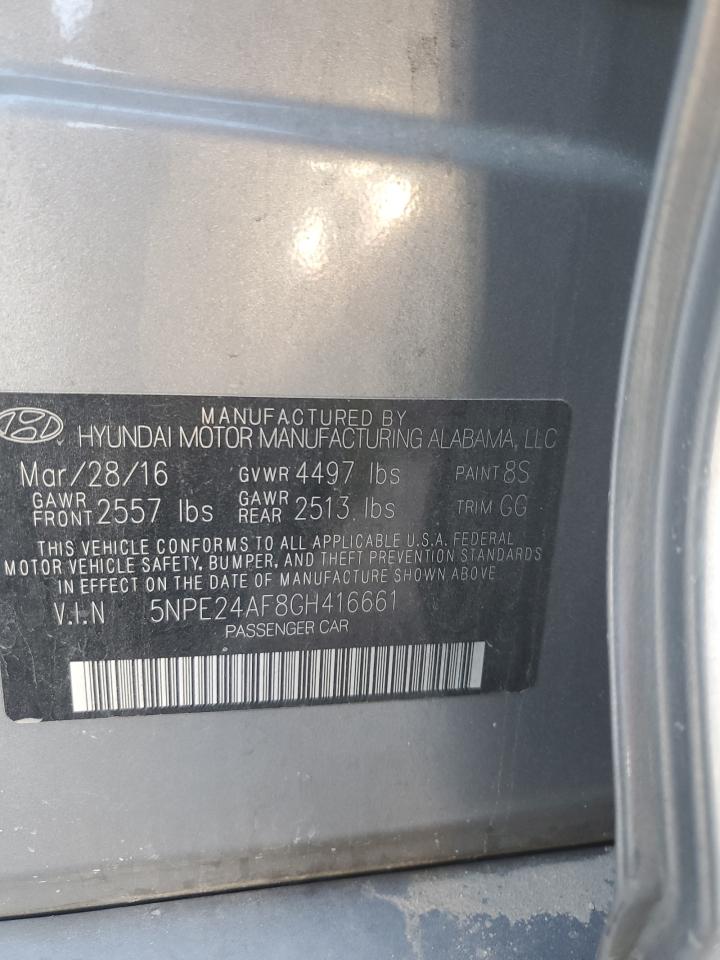 MANUFACTURED BY
HYUNDAI MOTOR MANUFACTURING ALABAMA, LLC
Mar/28/16 GVWR 4497 lbs PAINT 8S
GAWR FRONT 2557 lbs GAWR REAR 2513 lbs TRIM GG
THIS VEHICLE CONFORMS TO ALL APPLICABLE U.S.A. FEDERAL
MOTOR VEHICLE SAFETY, BUMPER, AND THEFT PREVENTION STANDARDS
IN EFFECT ON THE DATE OF MANUFACTURE SHOWN ABOVE
V.I.N 5NPE24AF8GH416661
PASSENGER CAR